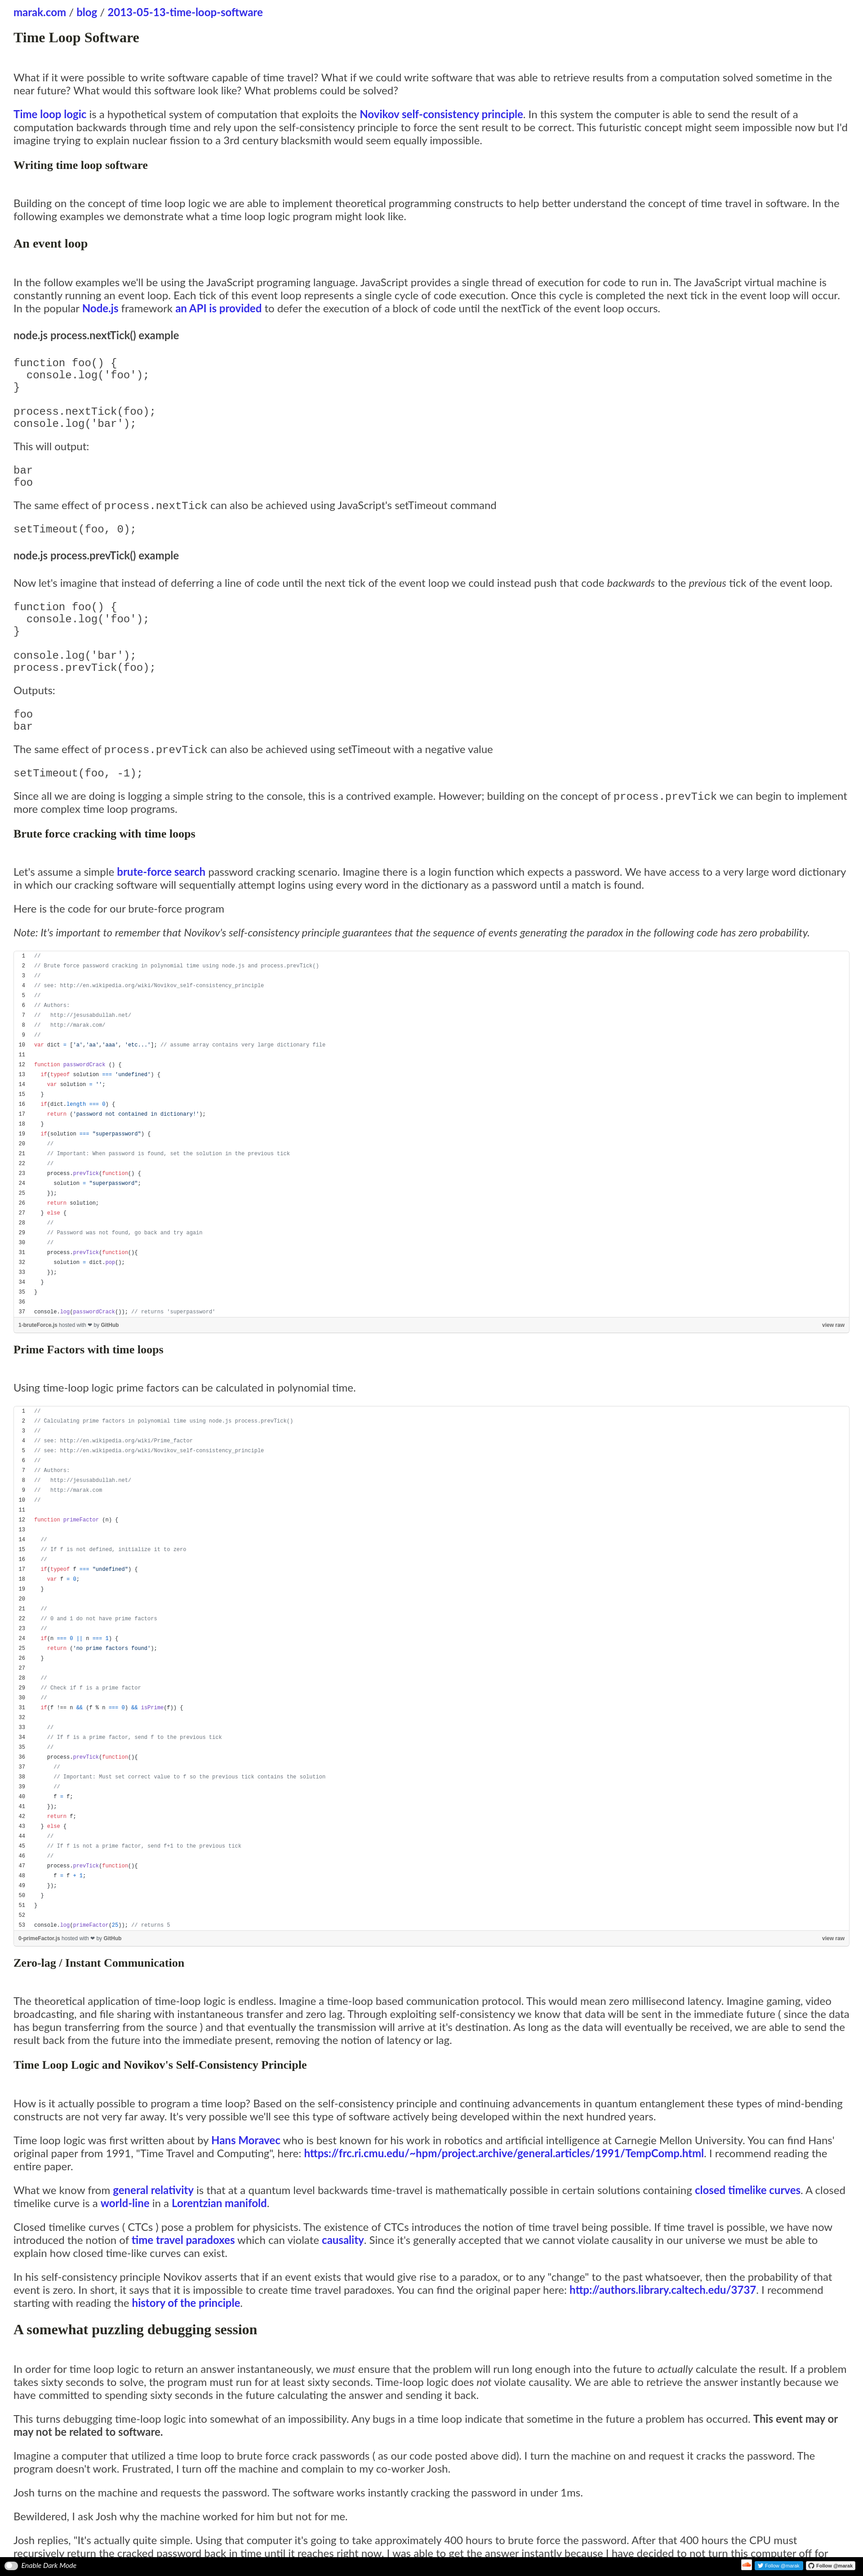 marak.com / blog / 2013-05-13-time-loop-software
Time Loop Software
What if it were possible to write software capable of time travel? What if we could write software that was able to retrieve results from a computation solved sometime in the
near future? What would this software look like? What problems could be solved?
Time loop logic is a hypothetical system of computation that exploits the Novikov self-consistency principle. In this system the computer is able to send the result of a
computation backwards through time and rely upon the self-consistency principle to force the sent result to be correct. This futuristic concept might seem impossible now but I'd
imagine trying to explain nuclear fission to a 3rd century blacksmith would seem equally impossible.
Writing time loop software
Building on the concept of time loop logic we are able to implement theoretical programming constructs to help better understand the concept of time travel in software. In the
following examples we demonstrate what a time loop logic program might look like.
An event loop
In the follow examples we'll be using the JavaScript programing language. JavaScript provides a single thread of execution for code to run in. The JavaScript virtual machine is
constantly running an event loop. Each tick of this event loop represents a single cycle of code execution. Once this cycle is completed the next tick in the event loop will occur.
In the popular Node.js framework an API is provided to defer the execution of a block of code until the nextTick of the event loop occurs.
node.js process.nextTick() example
function foo() {
  console.log('foo');
}
process.nextTick(foo);
console.log('bar');
This will output:
bar
foo
The same effect of process.nextTick can also be achieved using JavaScript's setTimeout command
setTimeout(foo, 0);
node.js process.prevTick() example
Now let's imagine that instead of deferring a line of code until the next tick of the event loop we could instead push that code backwards to the previous tick of the event loop.
function foo() {
  console.log('foo');
}
console.log('bar');
process.prevTick(foo);
Outputs:
foo
bar
The same effect of process.prevTick can also be achieved using setTimeout with a negative value
setTimeout(foo, -1);
Since all we are doing is logging a simple string to the console, this is a contrived example. However; building on the concept of process.prevTick we can begin to implement
more complex time loop programs.
Brute force cracking with time loops
Let's assume a simple brute-force search password cracking scenario. Imagine there is a login function which expects a password. We have access to a very large word dictionary
in which our cracking software will sequentially attempt logins using every word in the dictionary as a password until a match is found.
Here is the code for our brute-force program
Note: It's important to remember that Novikov's self-consistency principle guarantees that the sequence of events generating the paradox in the following code has zero probability.
1 //
2 // Brute force password cracking in polynomial time using node.js and process.prevTick()
3 //
4 // see: http://en.wikipedia.org/wiki/Novikov_self-consistency_principle
5 //
6 // Authors:
7 //   http://jesusabdullah.net/
8 //   http://marak.com/
9 //
10 var dict = ['a','aa','aaa', 'etc...']; // assume array contains very large dictionary file
11
12 function passwordCrack () {
13   if(typeof solution === 'undefined') {
14     var solution = '';
15   }
16   if(dict.length === 0) {
17     return ('password not contained in dictionary!');
18   }
19   if(solution === "superpassword") {
20     //
21     // Important: When password is found, set the solution in the previous tick
22     //
23     process.prevTick(function() {
24       solution = "superpassword";
25     });
26     return solution;
27   } else {
28     //
29     // Password was not found, go back and try again
30     //
31     process.prevTick(function(){
32       solution = dict.pop();
33     });
34   }
35 }
36
37 console.log(passwordCrack()); // returns 'superpassword'
1-bruteForce.js hosted with ❤ by GitHub view raw
Prime Factors with time loops
Using time-loop logic prime factors can be calculated in polynomial time.
1 //
2 // Calculating prime factors in polynomial time using node.js process.prevTick()
3 //
4 // see: http://en.wikipedia.org/wiki/Prime_factor
5 // see: http://en.wikipedia.org/wiki/Novikov_self-consistency_principle
6 //
7 // Authors:
8 //   http://jesusabdullah.net/
9 //   http://marak.com
10 //
11
12 function primeFactor (n) {
13
14   //
15   // If f is not defined, initialize it to zero
16   //
17   if(typeof f === "undefined") {
18     var f = 0;
19   }
20
21   //
22   // 0 and 1 do not have prime factors
23   //
24   if(n === 0 || n === 1) {
25     return ('no prime factors found');
26   }
27
28   //
29   // Check if f is a prime factor
30   //
31   if(f !== n && (f % n === 0) && isPrime(f)) {
32
33     //
34     // If f is a prime factor, send f to the previous tick
35     //
36     process.prevTick(function(){
37       //
38       // Important: Must set correct value to f so the previous tick contains the solution
39       //
40       f = f;
41     });
42     return f;
43   } else {
44     //
45     // If f is not a prime factor, send f+1 to the previous tick
46     //
47     process.prevTick(function(){
48       f = f + 1;
49     });
50   }
51 }
52
53 console.log(primeFactor(25)); // returns 5
0-primeFactor.js hosted with ❤ by GitHub view raw
Zero-lag / Instant Communication
The theoretical application of time-loop logic is endless. Imagine a time-loop based communication protocol. This would mean zero millisecond latency. Imagine gaming, video
broadcasting, and file sharing with instantaneous transfer and zero lag. Through exploiting self-consistency we know that data will be sent in the immediate future ( since the data
has begun transferring from the source ) and that eventually the transmission will arrive at it's destination. As long as the data will eventually be received, we are able to send the
result back from the future into the immediate present, removing the notion of latency or lag.
Time Loop Logic and Novikov's Self-Consistency Principle
How is it actually possible to program a time loop? Based on the self-consistency principle and continuing advancements in quantum entanglement these types of mind-bending
constructs are not very far away. It's very possible we'll see this type of software actively being developed within the next hundred years.
Time loop logic was first written about by Hans Moravec who is best known for his work in robotics and artificial intelligence at Carnegie Mellon University. You can find Hans'
original paper from 1991, "Time Travel and Computing", here: https://frc.ri.cmu.edu/~hpm/project.archive/general.articles/1991/TempComp.html. I recommend reading the
entire paper.
What we know from general relativity is that at a quantum level backwards time-travel is mathematically possible in certain solutions containing closed timelike curves. A closed
timelike curve is a world-line in a Lorentzian manifold.
Closed timelike curves ( CTCs ) pose a problem for physicists. The existence of CTCs introduces the notion of time travel being possible. If time travel is possible, we have now
introduced the notion of time travel paradoxes which can violate causality. Since it's generally accepted that we cannot violate causality in our universe we must be able to
explain how closed time-like curves can exist.
In his self-consistency principle Novikov asserts that if an event exists that would give rise to a paradox, or to any "change" to the past whatsoever, then the probability of that
event is zero. In short, it says that it is impossible to create time travel paradoxes. You can find the original paper here: http://authors.library.caltech.edu/3737. I recommend
starting with reading the history of the principle.
A somewhat puzzling debugging session
In order for time loop logic to return an answer instantaneously, we must ensure that the problem will run long enough into the future to actually calculate the result. If a problem
takes sixty seconds to solve, the program must run for at least sixty seconds. Time-loop logic does not violate causality. We are able to retrieve the answer instantly because we
have committed to spending sixty seconds in the future calculating the answer and sending it back.
This turns debugging time-loop logic into somewhat of an impossibility. Any bugs in a time loop indicate that sometime in the future a problem has occurred. This event may or
may not be related to software.
Imagine a computer that utilized a time loop to brute force crack passwords ( as our code posted above did). I turn the machine on and request it cracks the password. The
program doesn't work. Frustrated, I turn off the machine and complain to my co-worker Josh.
Josh turns on the machine and requests the password. The software works instantly cracking the password in under 1ms.
Bewildered, I ask Josh why the machine worked for him but not for me.
Josh replies, "It's actually quite simple. Using that computer it's going to take approximately 400 hours to brute force the password. After that 400 hours the CPU must
recursively return the cracked password back in time until it reaches right now. I was able to get the answer instantly because I have decided to not turn this computer off for
Enable Dark Mode
Follow @marak
Follow @marak